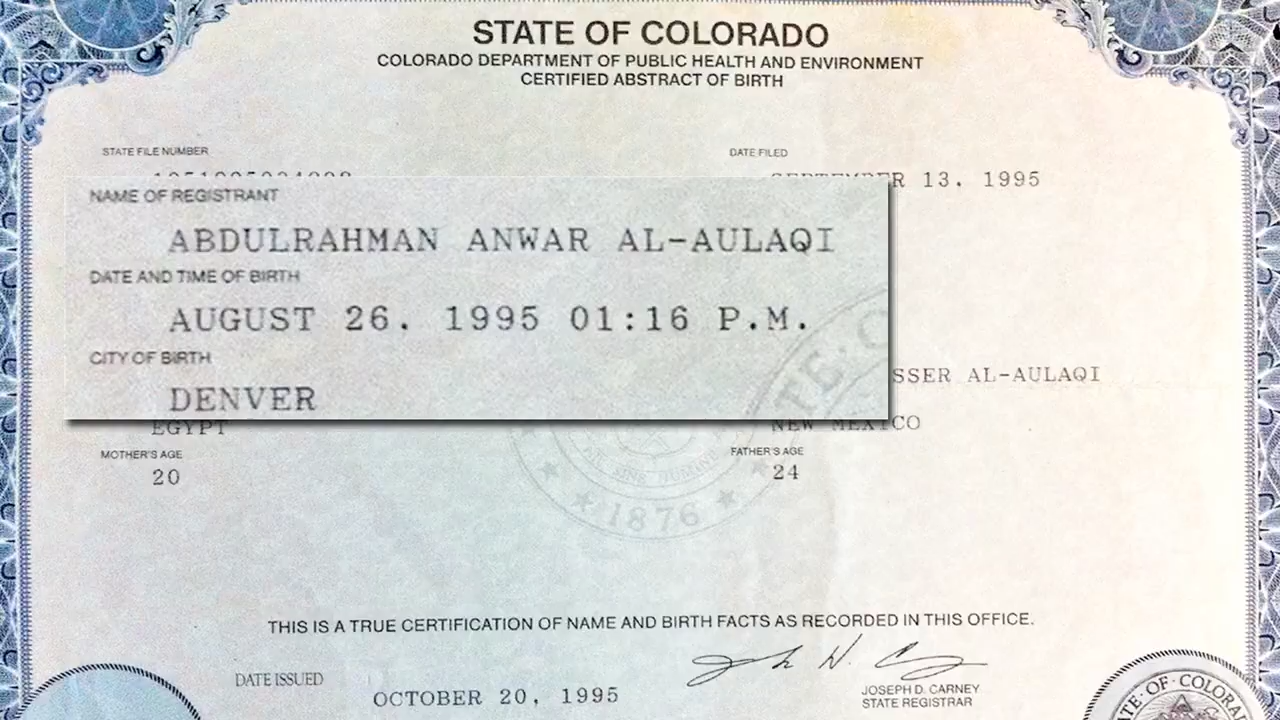 STATE OF COLORADO
COLORADO DEPARTMENT OF PUBLIC HEALTH AND ENVIRONMENT
CERTIFIED ABSTRACT OF BIRTH
STATE FILE NUMBER
DATE FILED
SEPTEMBER 13. 1995
NAME OF REGISTRANT
ABDULRAHMAN ANWAR AL-AULAQI
DATE AND TIME OF BIRTH
AUGUST 26. 1995 01:16 P.M.
CITY OF BIRTH
DENVER
SSER AL-AULAQI
EGYPT
NEW MEXICO
MOTHER'S AGE
20
FATHER'S AGE
24
1876
THIS IS A TRUE CERTIFICATION OF NAME AND BIRTH FACTS AS RECORDED IN THIS OFFICE.
DATE ISSUED
OCTOBER 20, 1995
JOSEPH D. CARNEY
STATE REGISTRAR
TE·OF·COLORA